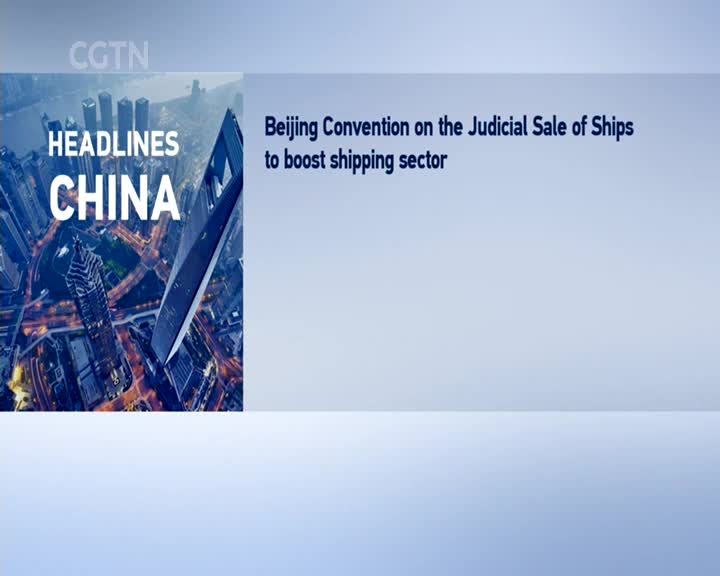 CGTN
HEADLINES
CHINA
Beijing Convention on the Judicial Sale of Ships
to boost shipping sector